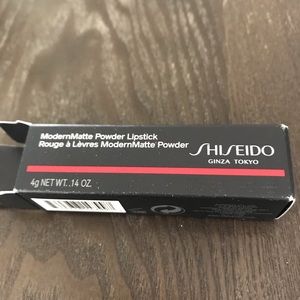 ModernMatte Powder Lipstick
Rouge à Lèvres ModernMatte Powder
SHISEIDO
GINZA TOKYO
4g NET WT. .14 OZ.